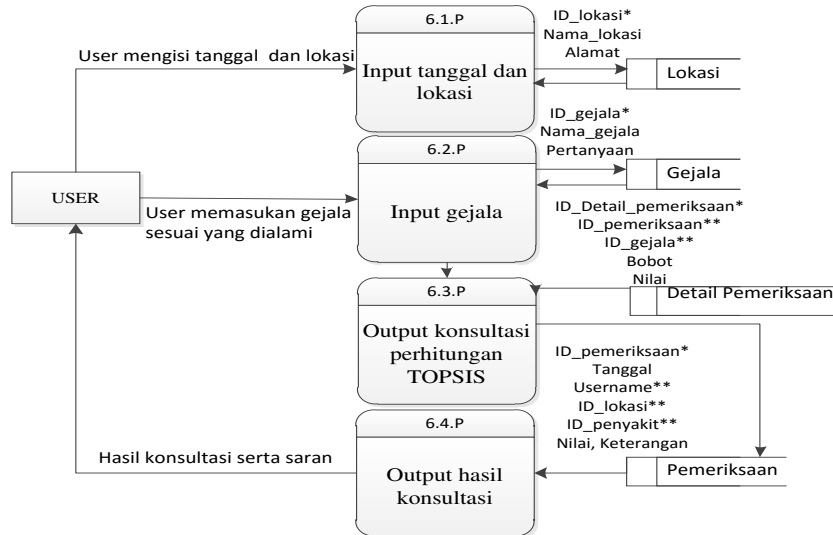 6.1.P
Input tanggal dan
lokasi
User mengisi tanggal dan lokasi
ID_lokasi*
Nama_lokasi
Alamat
Lokasi
6.2.P
Input gejala
USER
User memasukan gejala
sesuai yang dialami
ID_gejala*
Nama_gejala
Pertanyaan
Gejala
6.3.P
Output konsultasi
perhitungan
TOPSIS
ID_Detail_pemeriksaan*
ID_pemeriksaan**
ID_gejala**
Bobot
Nilai
Detail Pemeriksaan
6.4.P
Output hasil
konsultasi
ID_pemeriksaan*
Tanggal
Username**
ID_lokasi**
ID_penyakit**
Nilai, Keterangan
Pemeriksaan
Hasil konsultasi serta saran